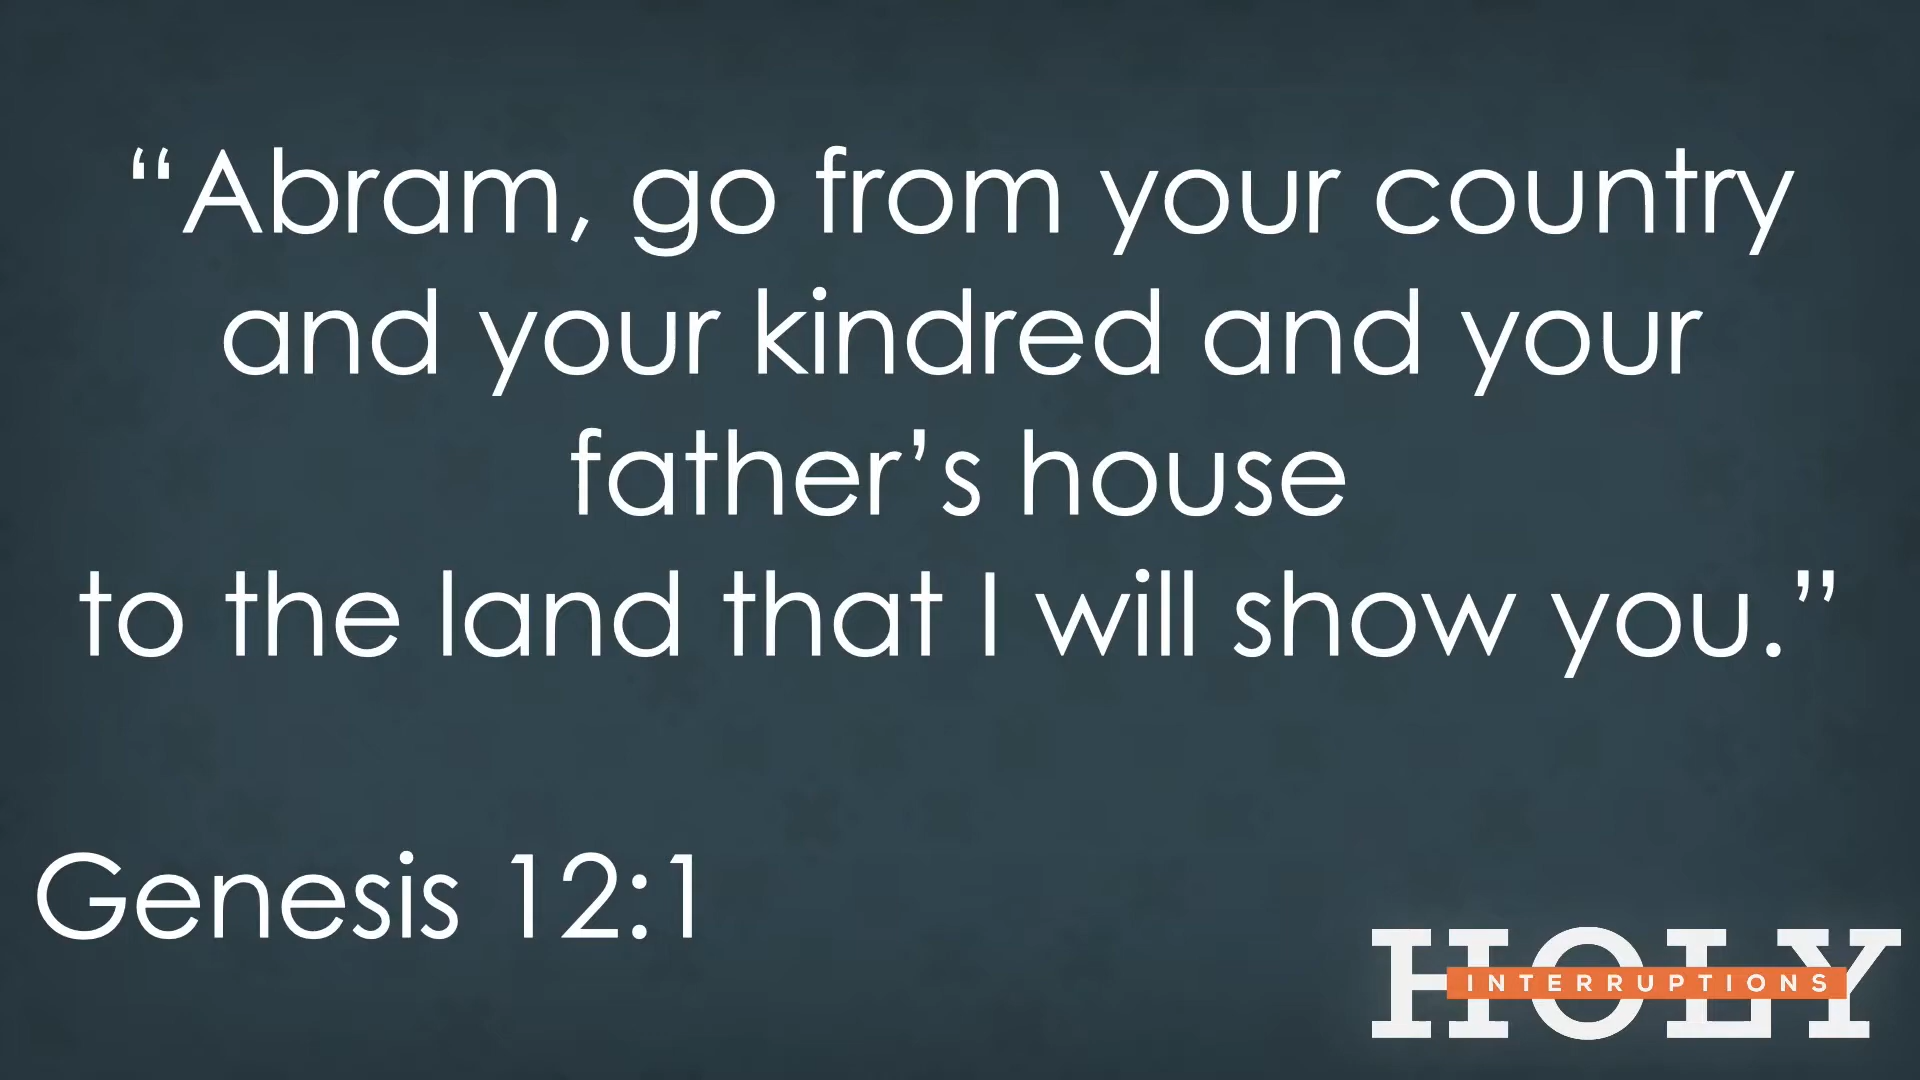 “Abram, go from your country
and your kindred and your
father’s house
to the land that I will show you.”
Genesis 12:1
HOLY
INTERRUPTIONS